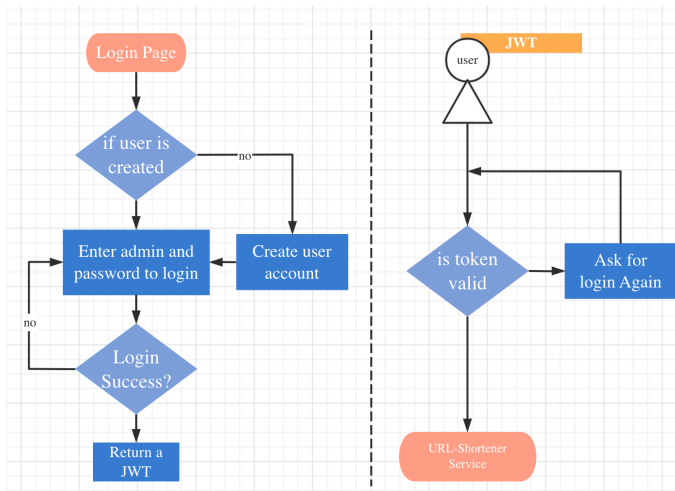 Login Page
if user is
created
no
Enter admin and
password to login
Create user
account
no
Login
Success?
Return a
JWT
JWT
user
is token
valid
Ask for
login Again
URL-Shortener
Service